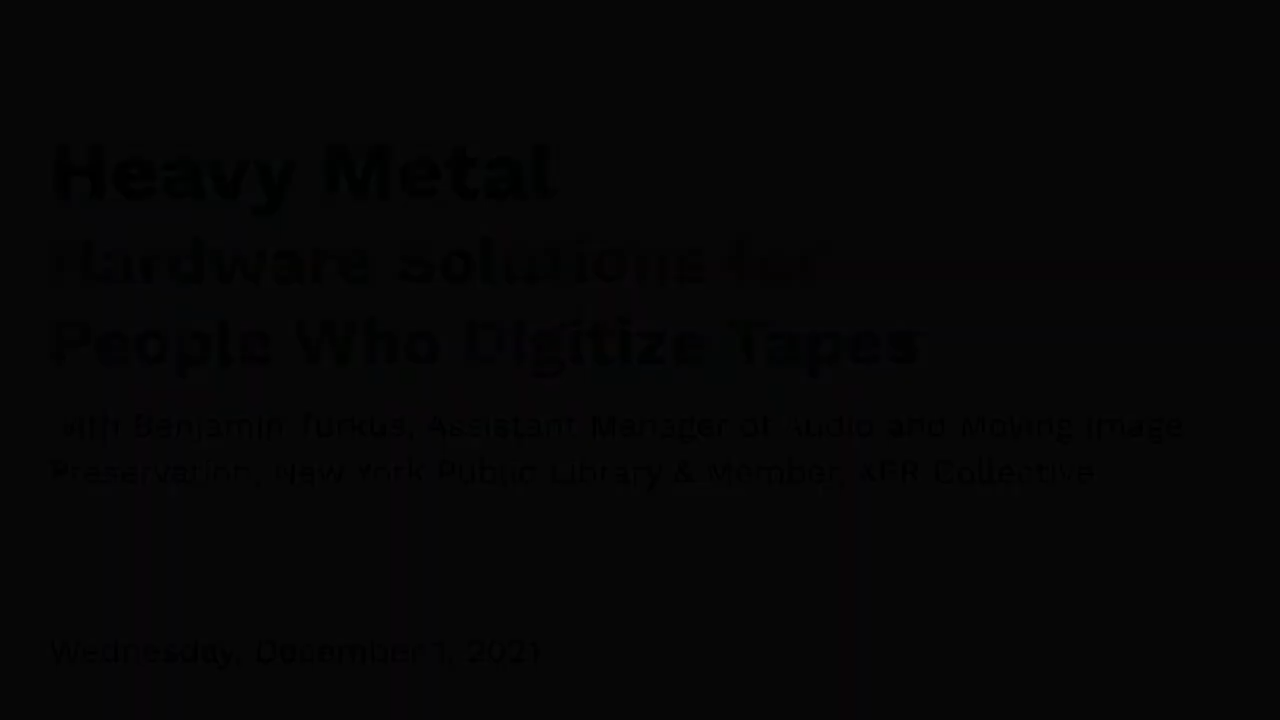 Heavy Metal
Hardware Solutions for
People Who Digitize Tapes
with Benjamin Turkus, Assistant Manager of Audio and Moving Image
Preservation, New York Public Library & Member, XFR Collective
Wednesday, December 1, 2021